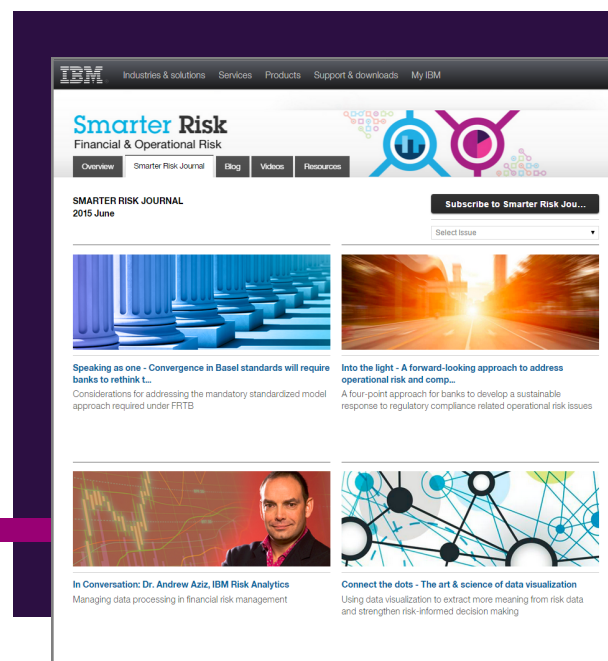 IBM Industries & solutions Services Products Support & downloads My IBM
Smarter Risk
Financial & Operational Risk
Overview Smarter Risk Journal Blog Videos Resources
SMARTER RISK JOURNAL
2015 June
Subscribe to Smarter Risk Jou...
Select issue
Speaking as one - Convergence in Basel standards will require
banks to rethink t...
Considerations for addressing the mandatory standardized model
approach required under FRTB
Into the light - A forward-looking approach to address
operational risk and comp...
A four-point approach for banks to develop a sustainable
response to regulatory compliance related operational risk issues
In Conversation: Dr. Andrew Aziz, IBM Risk Analytics
Managing data processing in financial risk management
Connect the dots - The art & science of data visualization
Using data visualization to extract more meaning from risk data
and strengthen risk-informed decision making